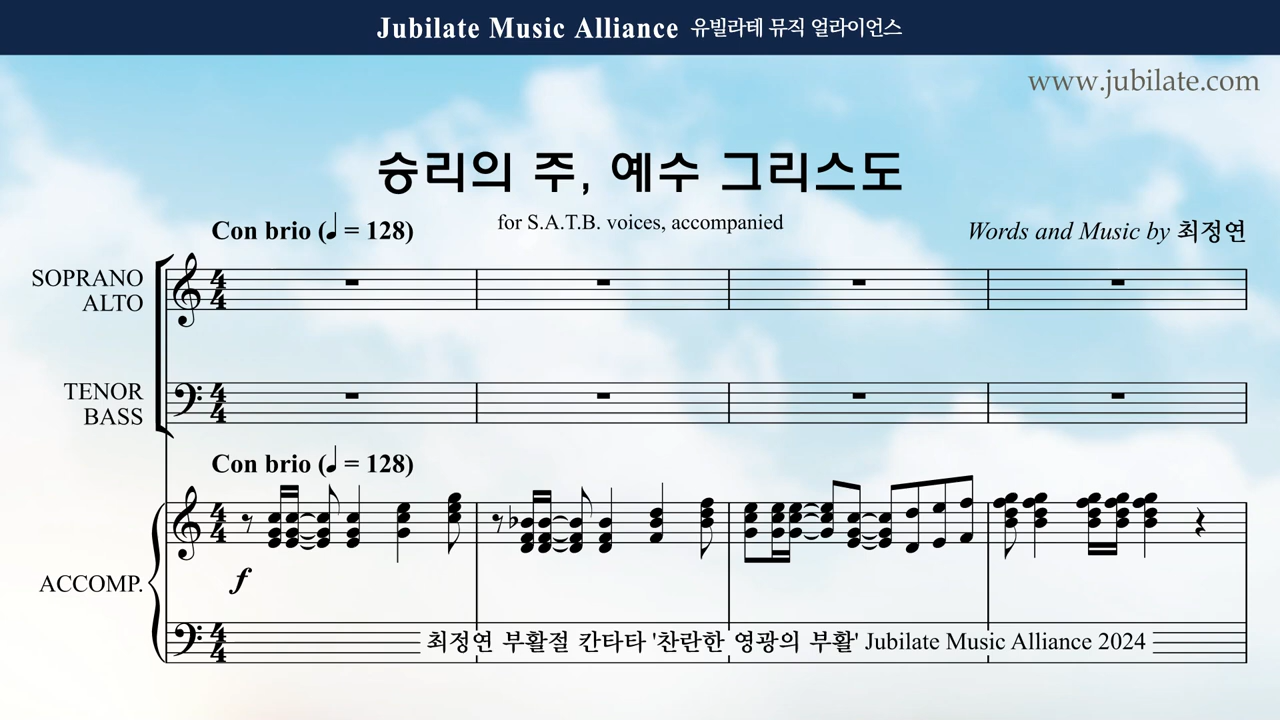 Jubilate Music Alliance 유빌라테 뮤직 얼라이언스
www.jubilate.com
승리의 주, 예수 그리스도
for S.A.T.B. voices, accompanied
Con brio (♩ = 128)
Words and Music by 최정연
SOPRANO
ALTO
TENOR
BASS
Con brio (♩ = 128)
f
ACCOMP.
최정연 부활절 칸타타 '찬란한 영광의 부활' Jubilate Music Alliance 2024